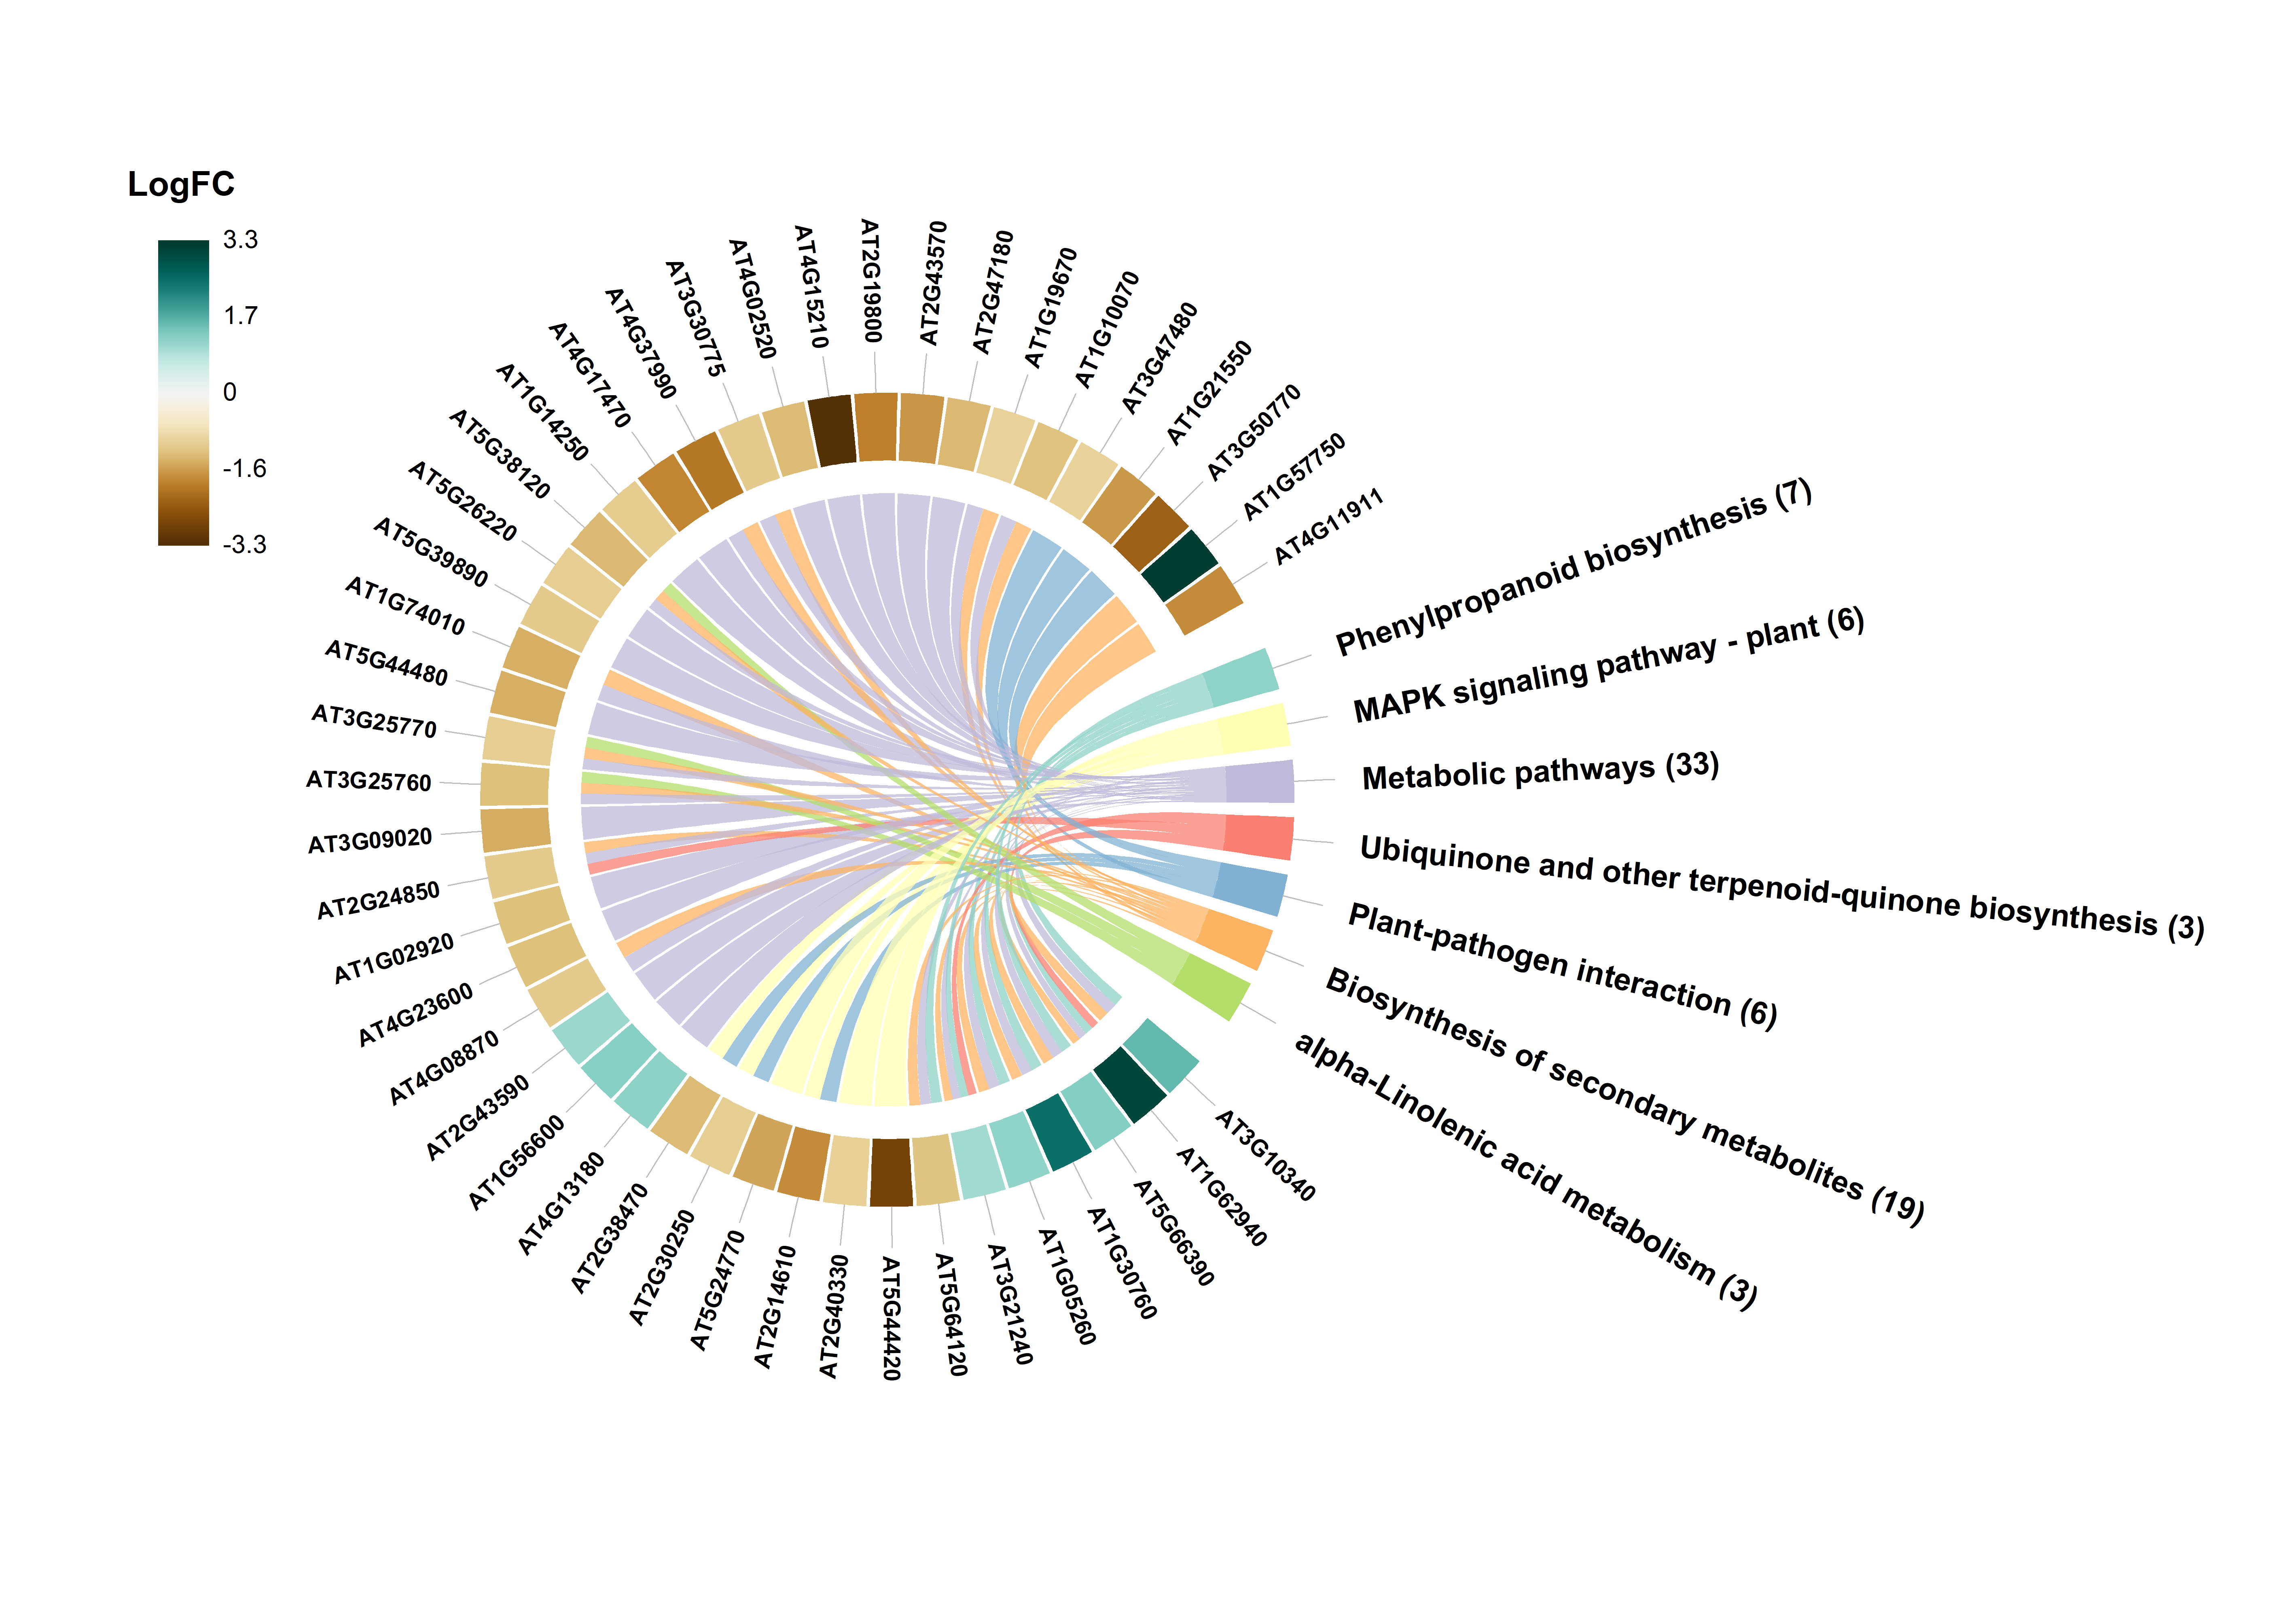 LogFC
3.3
1.7
0
-1.6
-3.3
AT4G11911
AT1G57750
AT3G50770
AT1G21550
AT3G47480
AT1G10070
AT1G19670
AT2G47180
AT2G43570
AT2G19800
AT4G15210
AT4G02520
AT3G30775
AT4G37990
AT4G17470
AT1G14250
AT5G38120
AT5G26220
AT5G39890
AT1G74010
AT5G44480
AT3G25770
AT3G25760
AT3G09020
AT2G24850
AT1G02920
AT4G23600
AT4G08870
AT2G43590
AT1G56600
AT4G13180
AT2G38470
AT2G30250
AT5G24770
AT2G14610
AT2G40330
AT5G44420
AT5G64120
AT3G21240
AT1G05260
AT1G30760
AT5G66390
AT1G62940
AT3G10340
Phenylpropanoid biosynthesis (7)
MAPK signaling pathway - plant (6)
Metabolic pathways (33)
Ubiquinone and other terpenoid-quinone biosynthesis (3)
Plant-pathogen interaction (6)
Biosynthesis of secondary metabolites (19)
alpha-Linolenic acid metabolism (3)